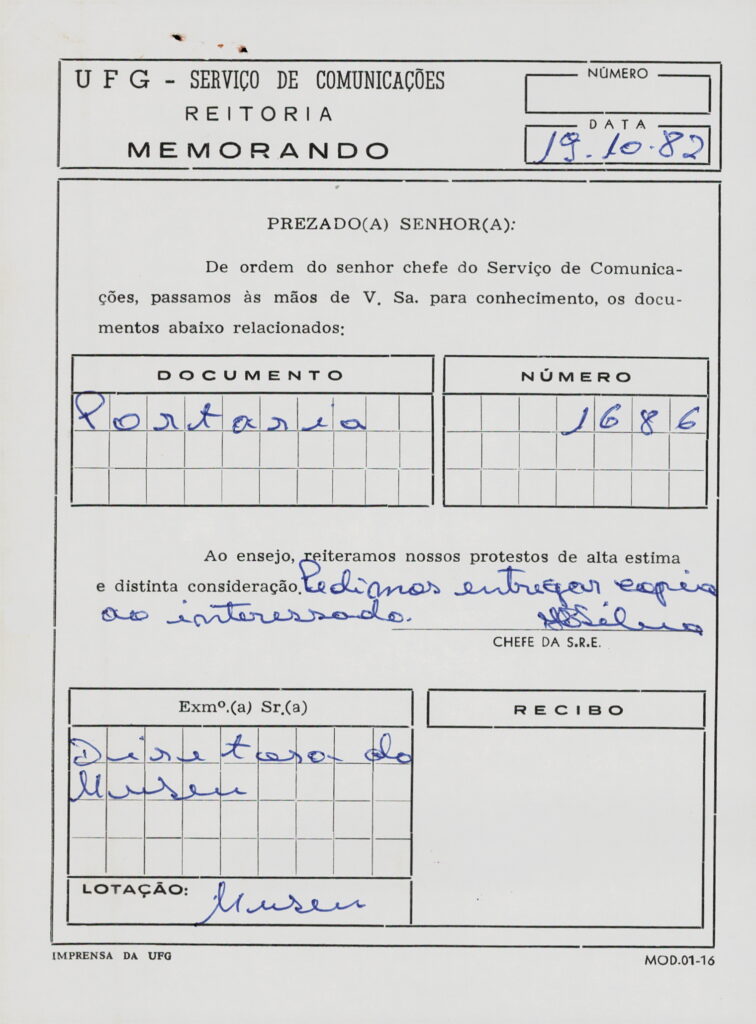 UFG - SERVIÇO DE COMUNICAÇÕES
REITORIA
MEMORANDO
NÚMERO
DATA
19.10.82
PREZADO(A) SENHOR(A):
De ordem do senhor chefe do Serviço de Comunica-
ções, passamos às mãos de V. Sa. para conhecimento, os docu-
mentos abaixo relacionados:
DOCUMENTO
Portaria
NÚMERO
1686
Ao ensejo, reiteramos nossos protestos de alta estima
e distinta consideração. Pedimos entregar copia
ao interessado.
Silva
CHEFE DA S.R.E.
Exmº.(a) Sr.(a)
Diretora do
Museu
LOTAÇÃO: Museu
RECIBO
IMPRENSA DA UFG
MOD.01-16